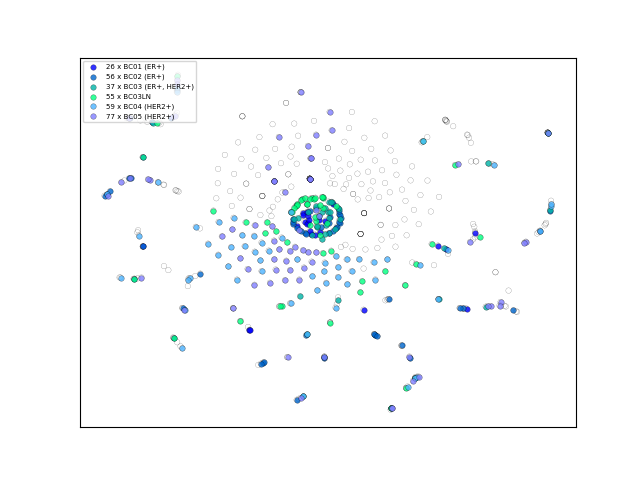 26 x BC01 (ER+)
56 x BC02 (ER+)
37 x BC03 (ER+, HER2+)
55 x BC03LN
59 x BC04 (HER2+)
77 x BC05 (HER2+)